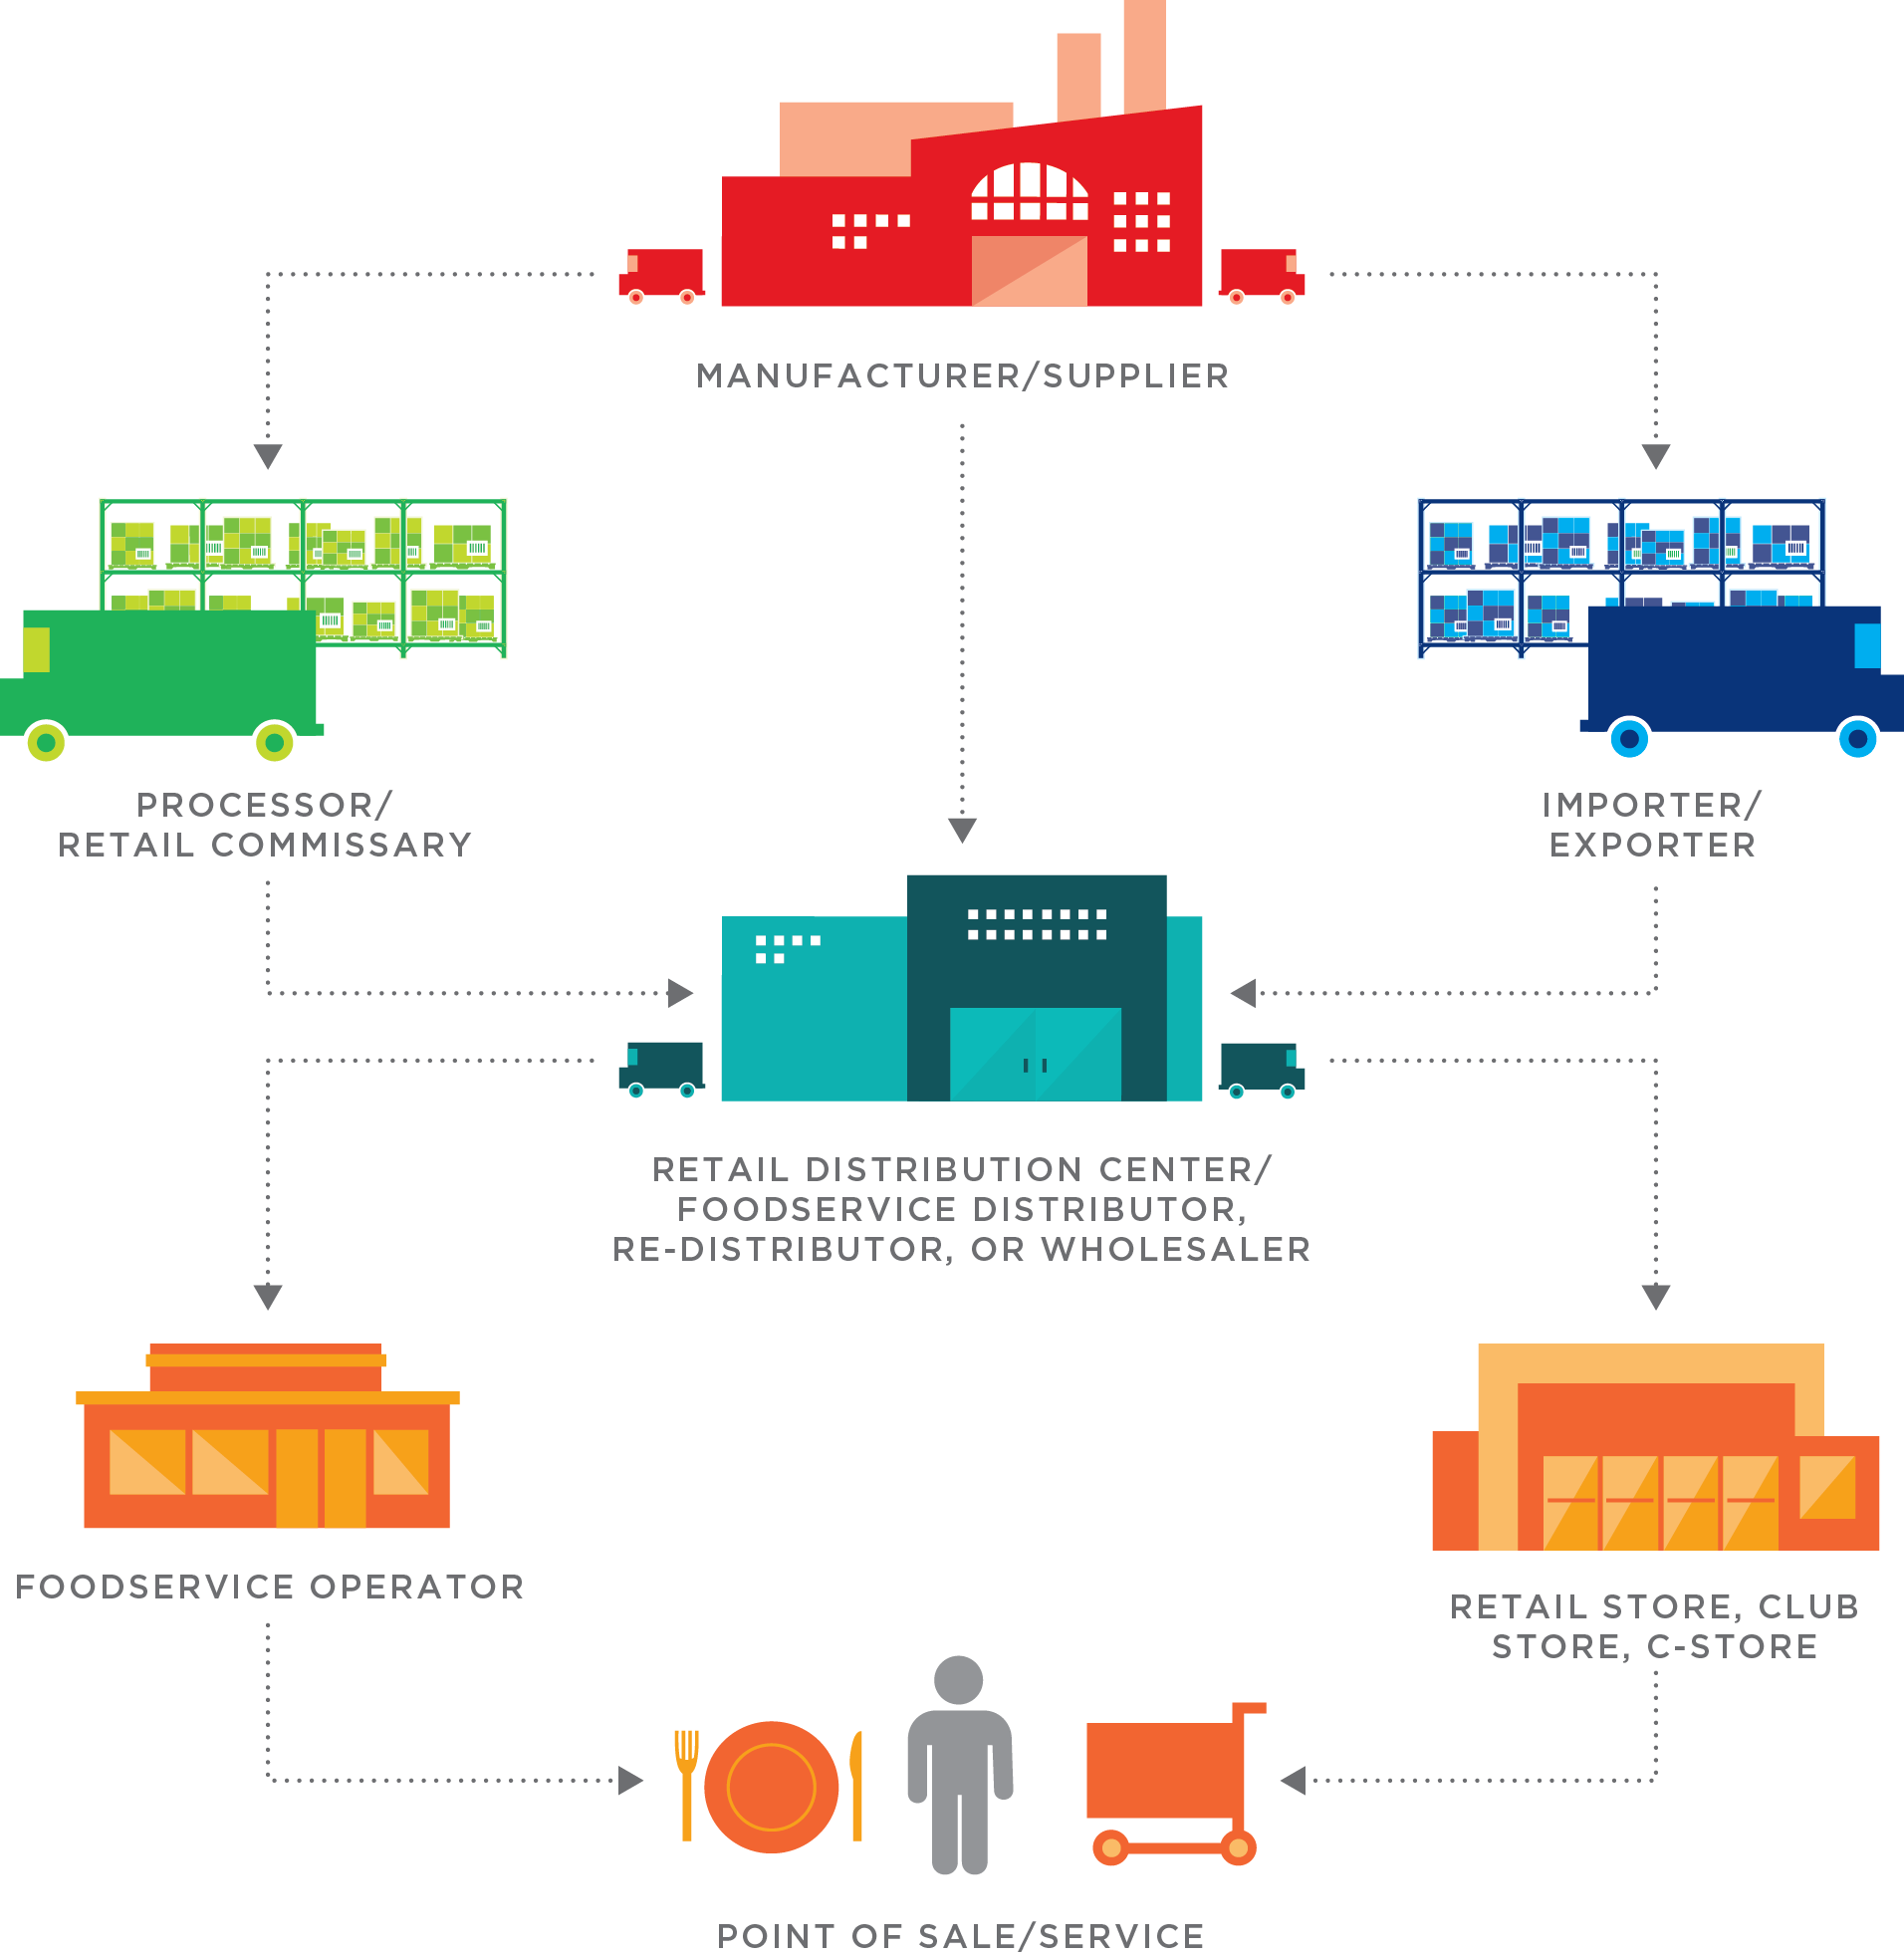 MANUFACTURER/SUPPLIER
PROCESSOR/
RETAIL COMMISSARY
IMPORTER/
EXPORTER
RETAIL DISTRIBUTION CENTER/
FOODSERVICE DISTRIBUTOR,
RE-DISTRIBUTOR, OR WHOLESALER
FOODSERVICE OPERATOR
RETAIL STORE, CLUB
STORE, C-STORE
POINT OF SALE/SERVICE